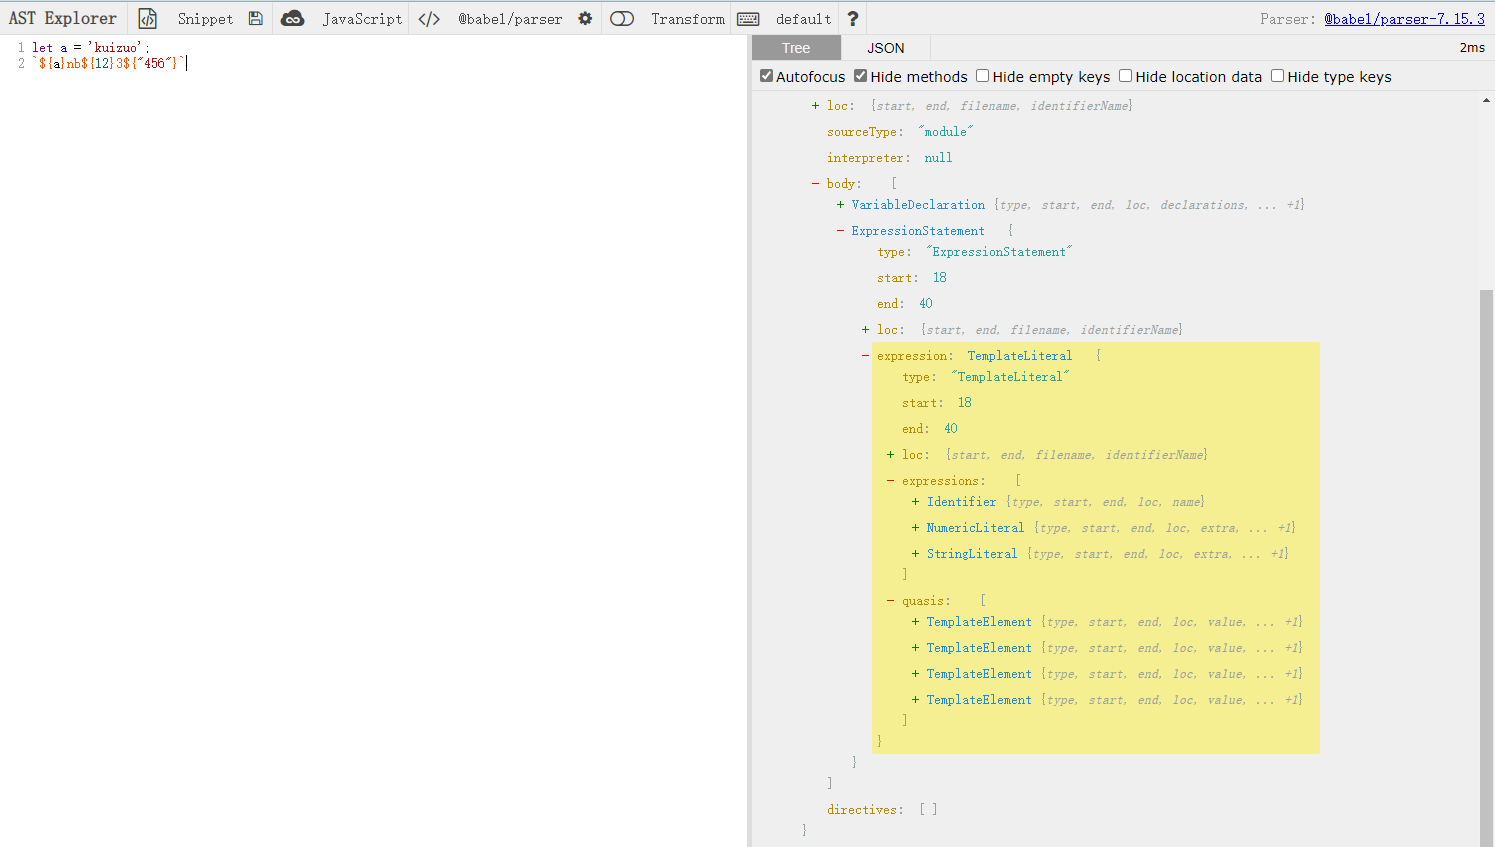 AST Explorer Snippet JavaScript </> @babel/parser Transform default ? Parser: @babel/parser-7.15.3
1 let a = 'kuizuo';
2 `${a}nb${12}3${"456"}`
Tree JSON 2ms
Autofocus Hide methods Hide empty keys Hide location data Hide type keys
+ loc: {start, end, filename, identifierName}
sourceType: "module"
interpreter: null
- body: [
+ VariableDeclaration {type, start, end, loc, declarations, ... +1}
- ExpressionStatement {
type: "ExpressionStatement"
start: 18
end: 40
+ loc: {start, end, filename, identifierName}
- expression: TemplateLiteral {
type: "TemplateLiteral"
start: 18
end: 40
+ loc: {start, end, filename, identifierName}
- expressions: [
+ Identifier {type, start, end, loc, name}
+ NumericLiteral {type, start, end, loc, extra, ... +1}
+ StringLiteral {type, start, end, loc, extra, ... +1}
]
- quasis: [
+ TemplateElement {type, start, end, loc, value, ... +1}
+ TemplateElement {type, start, end, loc, value, ... +1}
+ TemplateElement {type, start, end, loc, value, ... +1}
+ TemplateElement {type, start, end, loc, value, ... +1}
]
}
}
]
directives: [ ]
}